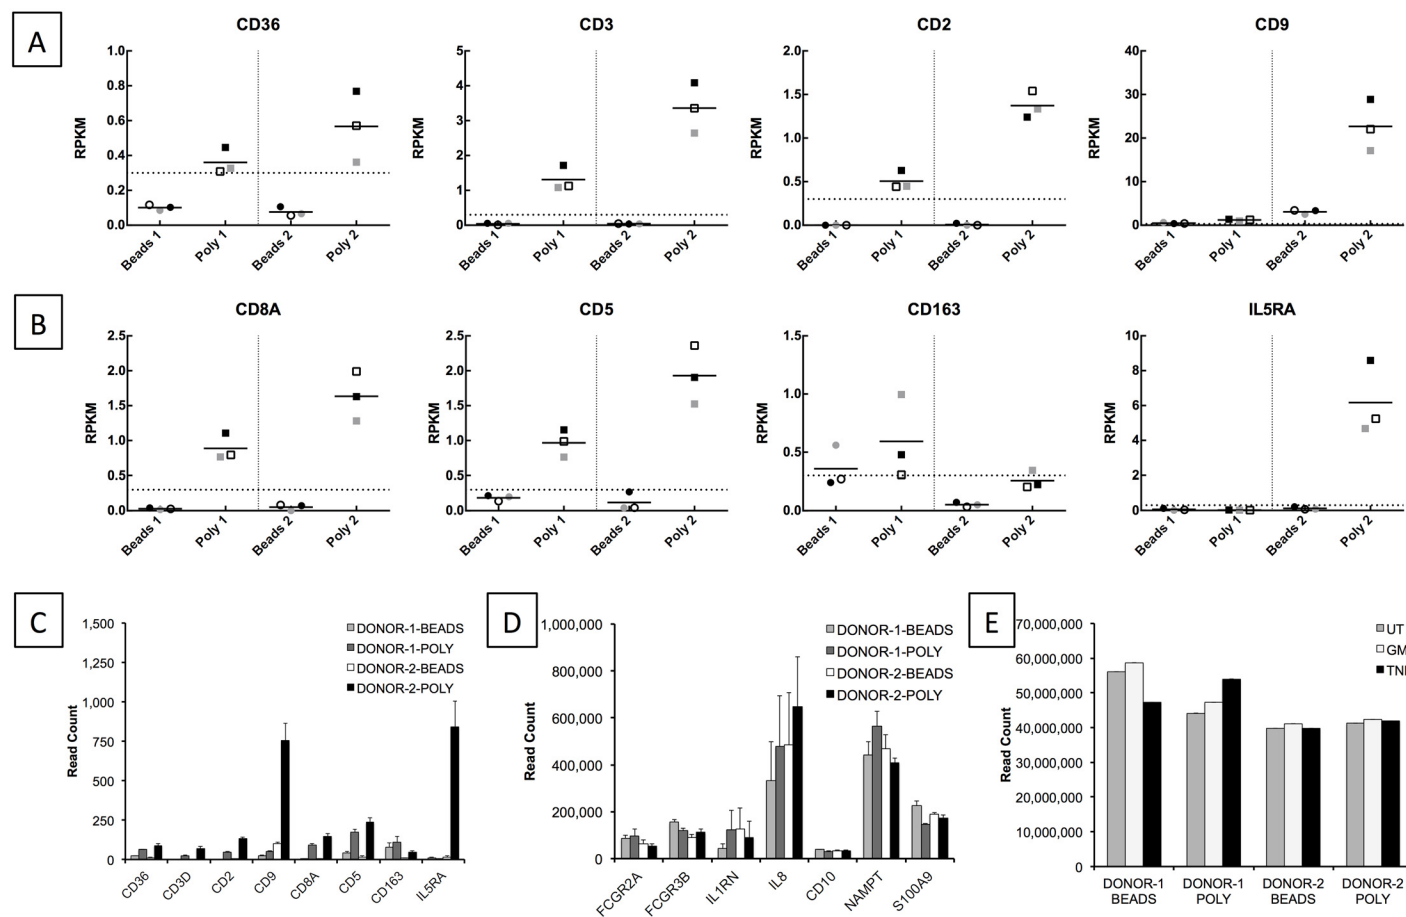 A
CD36
CD3
CD2
CD9
RPKM
1.0
0.8
0.6
0.4
0.2
0.0
Beads 1
Poly 1
Beads 2
Poly 2
RPKM
5
4
3
2
1
0
Beads 1
Poly 1
Beads 2
Poly 2
RPKM
2.0
1.5
1.0
0.5
0.0
Beads 1
Poly 1
Beads 2
Poly 2
RPKM
40
30
20
10
0
Beads 1
Poly 1
Beads 2
Poly 2
B
CD8A
CD5
CD163
IL5RA
RPKM
2.5
2.0
1.5
1.0
0.5
0.0
Beads 1
Poly 1
Beads 2
Poly 2
RPKM
2.5
2.0
1.5
1.0
0.5
0.0
Beads 1
Poly 1
Beads 2
Poly 2
RPKM
1.5
1.0
0.5
0.0
Beads 1
Poly 1
Beads 2
Poly 2
RPKM
10
8
6
4
2
0
Beads 1
Poly 1
Beads 2
Poly 2
C
Read Count
1,500
1,250
1,000
750
500
250
0
DONOR-1-BEADS
DONOR-1-POLY
DONOR-2-BEADS
DONOR-2-POLY
CD36
CD3D
CD2
CD9
CD8A
CD5
CD163
IL5RA
D
Read Count
1,000,000
800,000
600,000
400,000
200,000
0
DONOR-1-BEADS
DONOR-1-POLY
DONOR-2-BEADS
DONOR-2-POLY
FCGR2A
FCGR3B
IL1RN
IL8
CD10
NAMPT
S100A9
E
Read Count
70,000,000
60,000,000
50,000,000
40,000,000
30,000,000
20,000,000
10,000,000
0
UT
GM
DONOR-1 BEADS
DONOR-1 POLY
DONOR-2 BEADS
DONOR-2 POLY